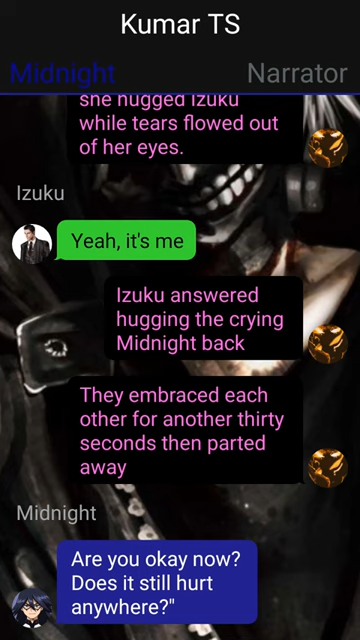 Kumar TS
Midnight Narrator
she hugged Izuku
while tears flowed out
of her eyes.
Izuku
Yeah, it's me
Izuku answered
hugging the crying
Midnight back
They embraced each
other for another thirty
seconds then parted
away
Midnight
Are you okay now?
Does it still hurt
anywhere?"